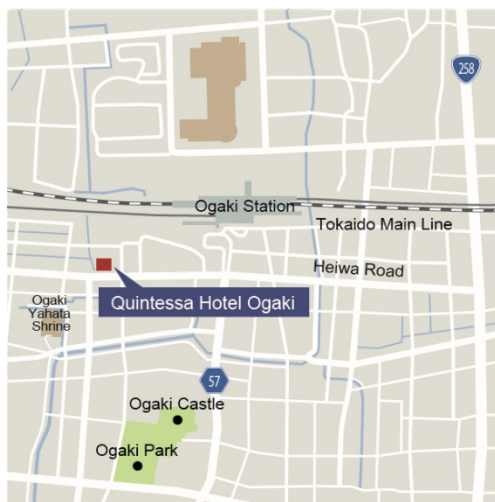 258
Ogaki Station
Tokaido Main Line
Heiwa Road
Quintessa Hotel Ogaki
Ogaki
Yahata
Shrine
57
Ogaki Castle
Ogaki Park